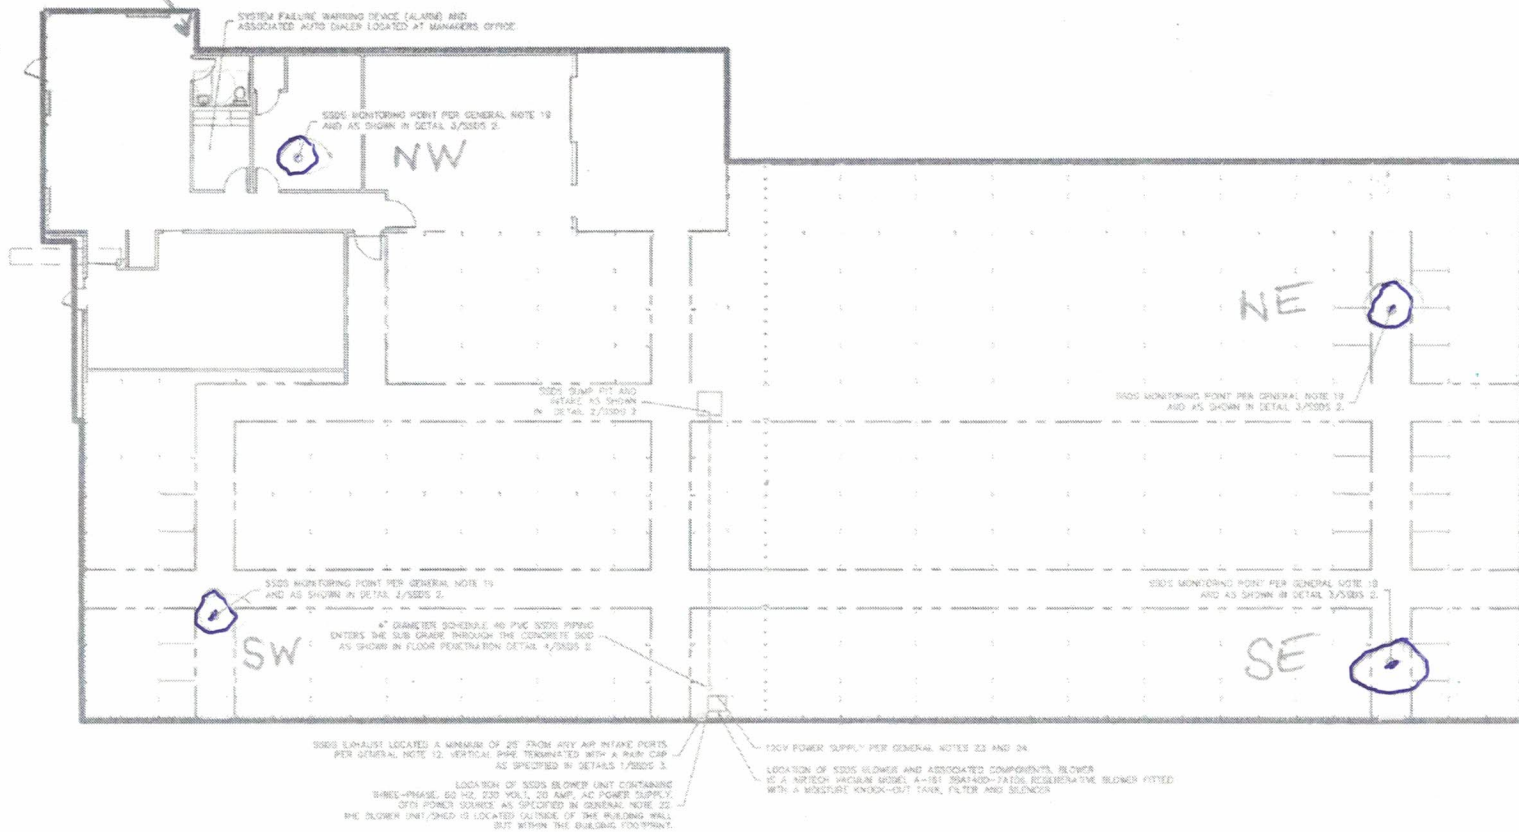 SYSTEM FAILURE WARNING DEVICE (ALARM) AND
ASSOCIATED AUTO DIALER LOCATED AT MANAGERS OFFICE
SSDS MONITORING POINT PER GENERAL NOTE 19
AND AS SHOWN IN DETAIL 3/SSDS 2.
NW
NE
SSDS SUMP PIT AND
INTAKE AS SHOWN
IN DETAIL 2/SSDS 2
SSDS MONITORING POINT PER GENERAL NOTE 19
AND AS SHOWN IN DETAIL 3/SSDS 2.
SSDS MONITORING POINT PER GENERAL NOTE 19
AND AS SHOWN IN DETAIL 3/SSDS 2.
SW
SSDS MONITORING POINT PER GENERAL NOTE 19
AND AS SHOWN IN DETAIL 3/SSDS 2.
SE
4" DIAMETER SCHEDULE 40 PVC SSDS PIPING
ENTERS THE SUB GRADE THROUGH THE CONCRETE
AS SHOWN IN FLOOR PENETRATION DETAIL 4/SSDS 2
SSDS EXHAUST LOCATED A MINIMUM OF 25' FROM ANY AIR INTAKE PORTS
PER GENERAL NOTE 12. VERTICAL PIPE TERMINATED WITH A RAIN CAP
AS SPECIFIED IN DETAILS 1/SSDS 3.
LOCATION OF SSDS BLOWER UNIT CONTAINING
THREE-PHASE, 60 HZ, 230 VOLT, 20 AMP, AC POWER SUPPLY.
POWER SOURCE AS SPECIFIED IN GENERAL NOTE 22
THE BLOWER UNIT/SHED IS LOCATED OUTSIDE OF THE BUILDING WALL
BUT WITHIN THE BUILDING FOOTPRINT.
120V POWER SUPPLY PER GENERAL NOTES 23 AND 24
LOCATION OF SSDS BLOWER AND ASSOCIATED COMPONENTS. BLOWER
IS A AIRTECH VACUUM MODEL REGENERATIVE BLOWER FITTED
WITH A MOISTURE KNOCK-OUT TANK, FILTER AND SILENCER